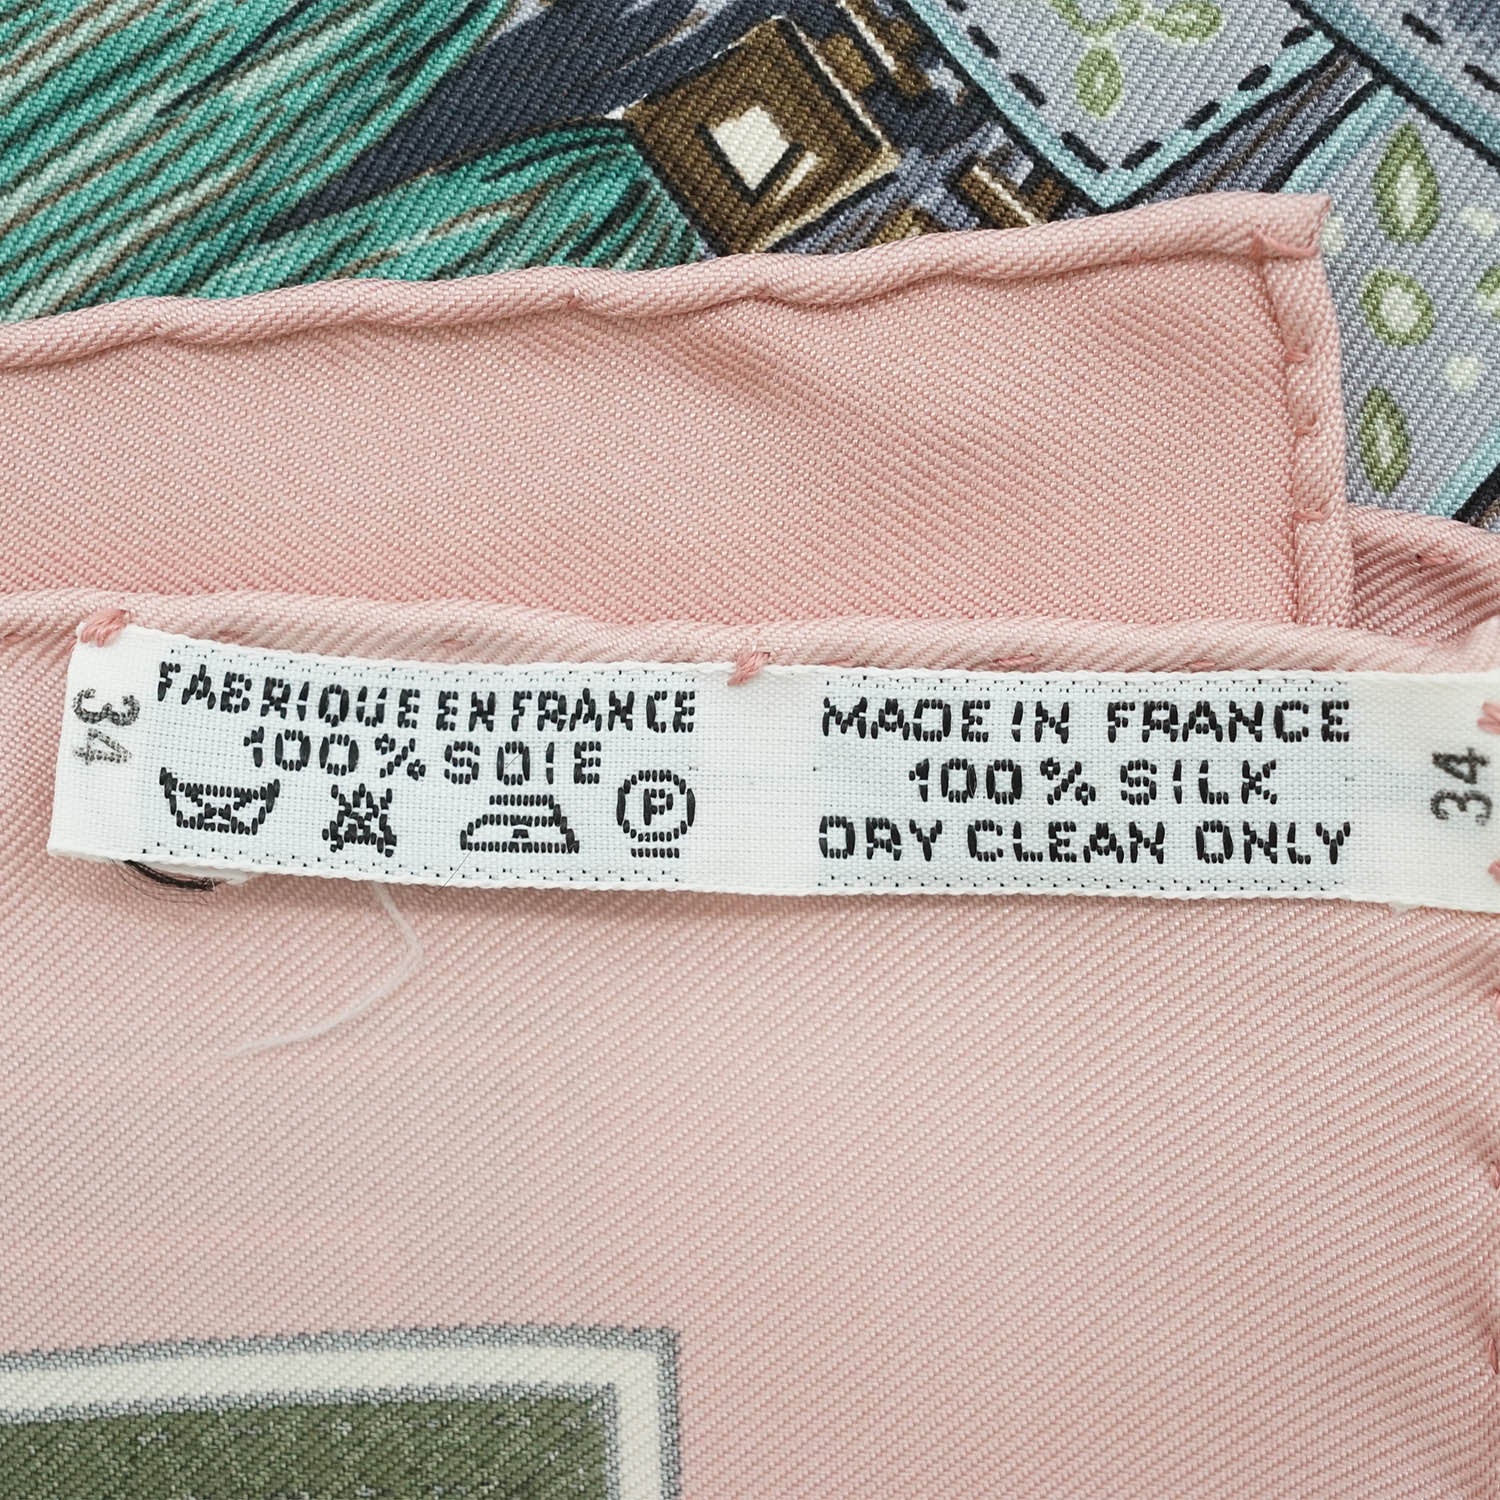 34
FABRIQUE EN FRANCE
100% SOIE
P
MADE IN FRANCE
100% SILK
DRY CLEAN ONLY
34